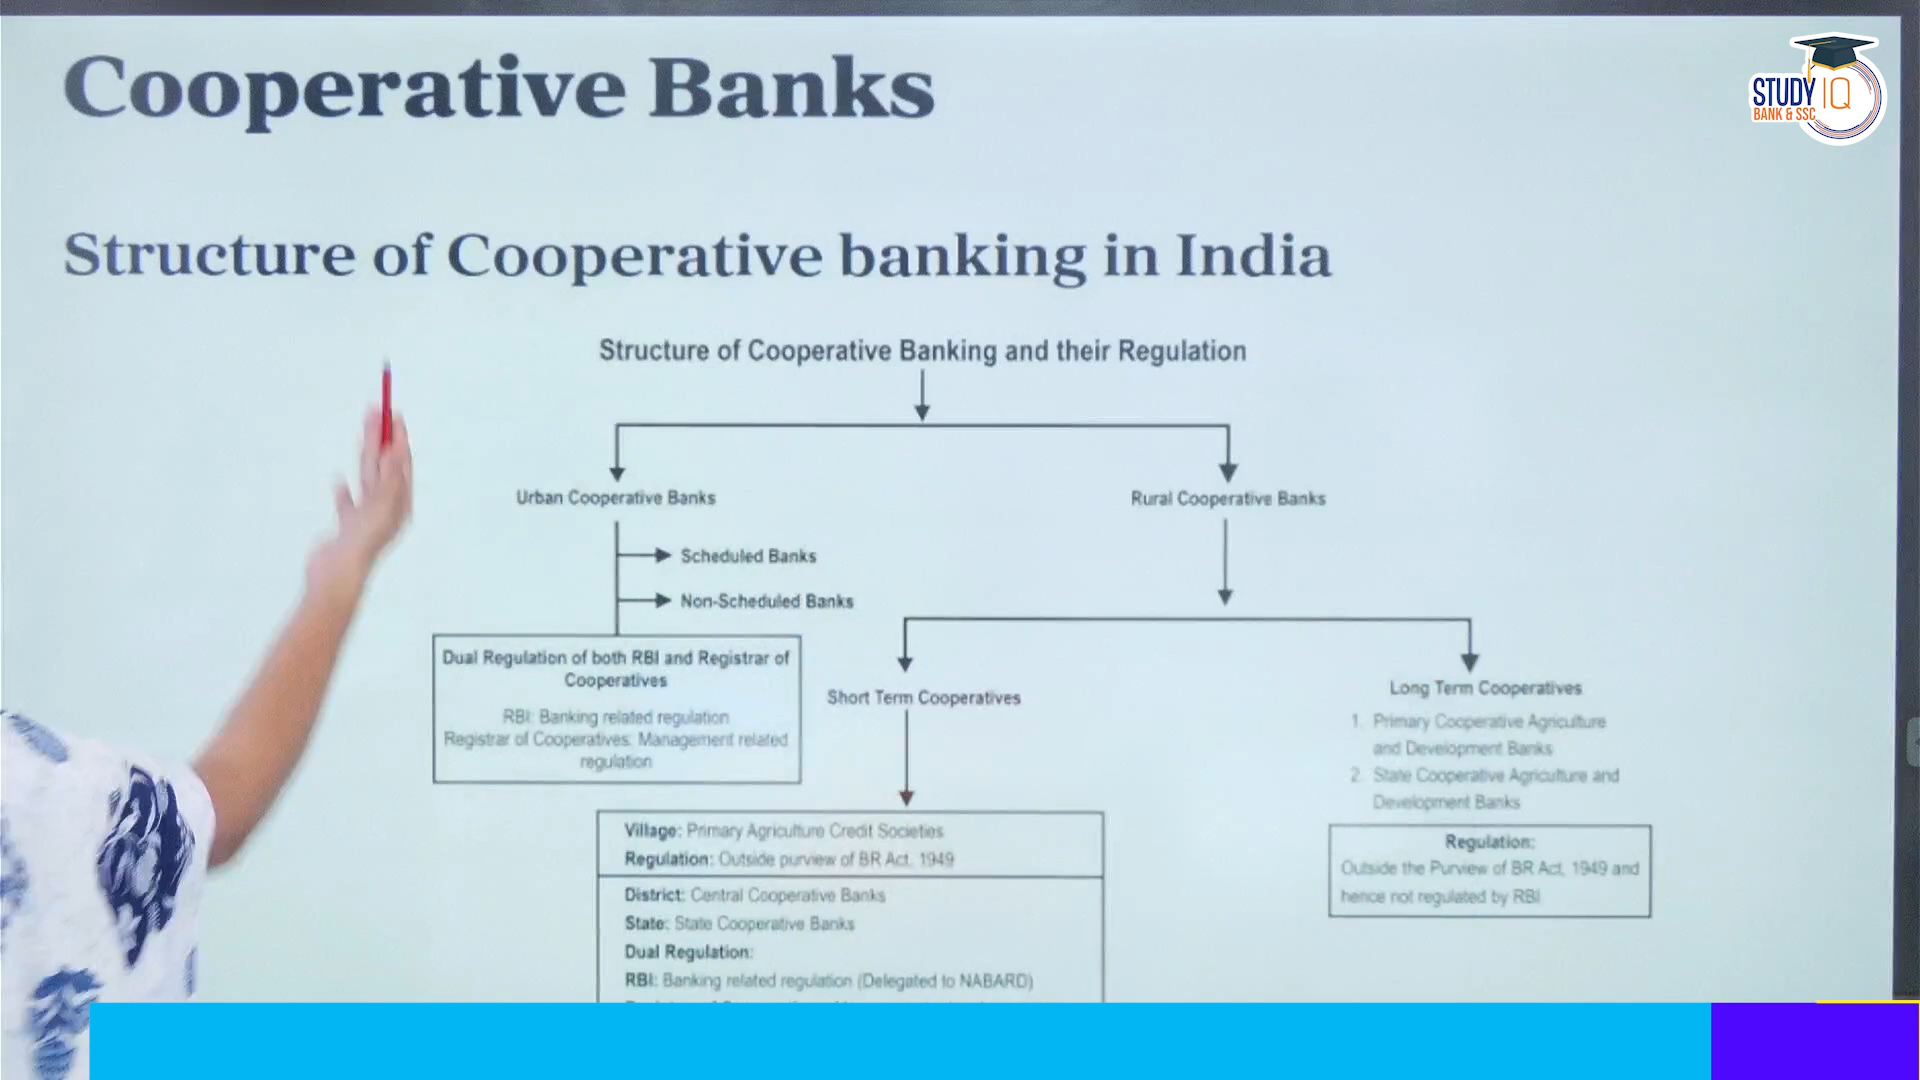 Cooperative Banks
STUDY IQ
BANK & SSC
Structure of Cooperative banking in India
Structure of Cooperative Banking and their Regulation
Urban Cooperative Banks
Rural Cooperative Banks
Scheduled Banks
Non-Scheduled Banks
Dual Regulation of both RBI and Registrar of
Cooperatives
RBI: Banking related regulation
Registrar of Cooperatives: Management related
regulation
Short Term Cooperatives
Long Term Cooperatives
1. Primary Cooperative Agriculture
and Development Banks
2. State Cooperative Agriculture and
Development Banks
Village: Primary Agriculture Credit Societies
Regulation: Outside purview of BR Act, 1949
Regulation:
Outside the Purview of BR Act, 1949 and
hence not regulated by RBI
District: Central Cooperative Banks
State: State Cooperative Banks
Dual Regulation:
RBI: Banking related regulation (Delegated to NABARD)